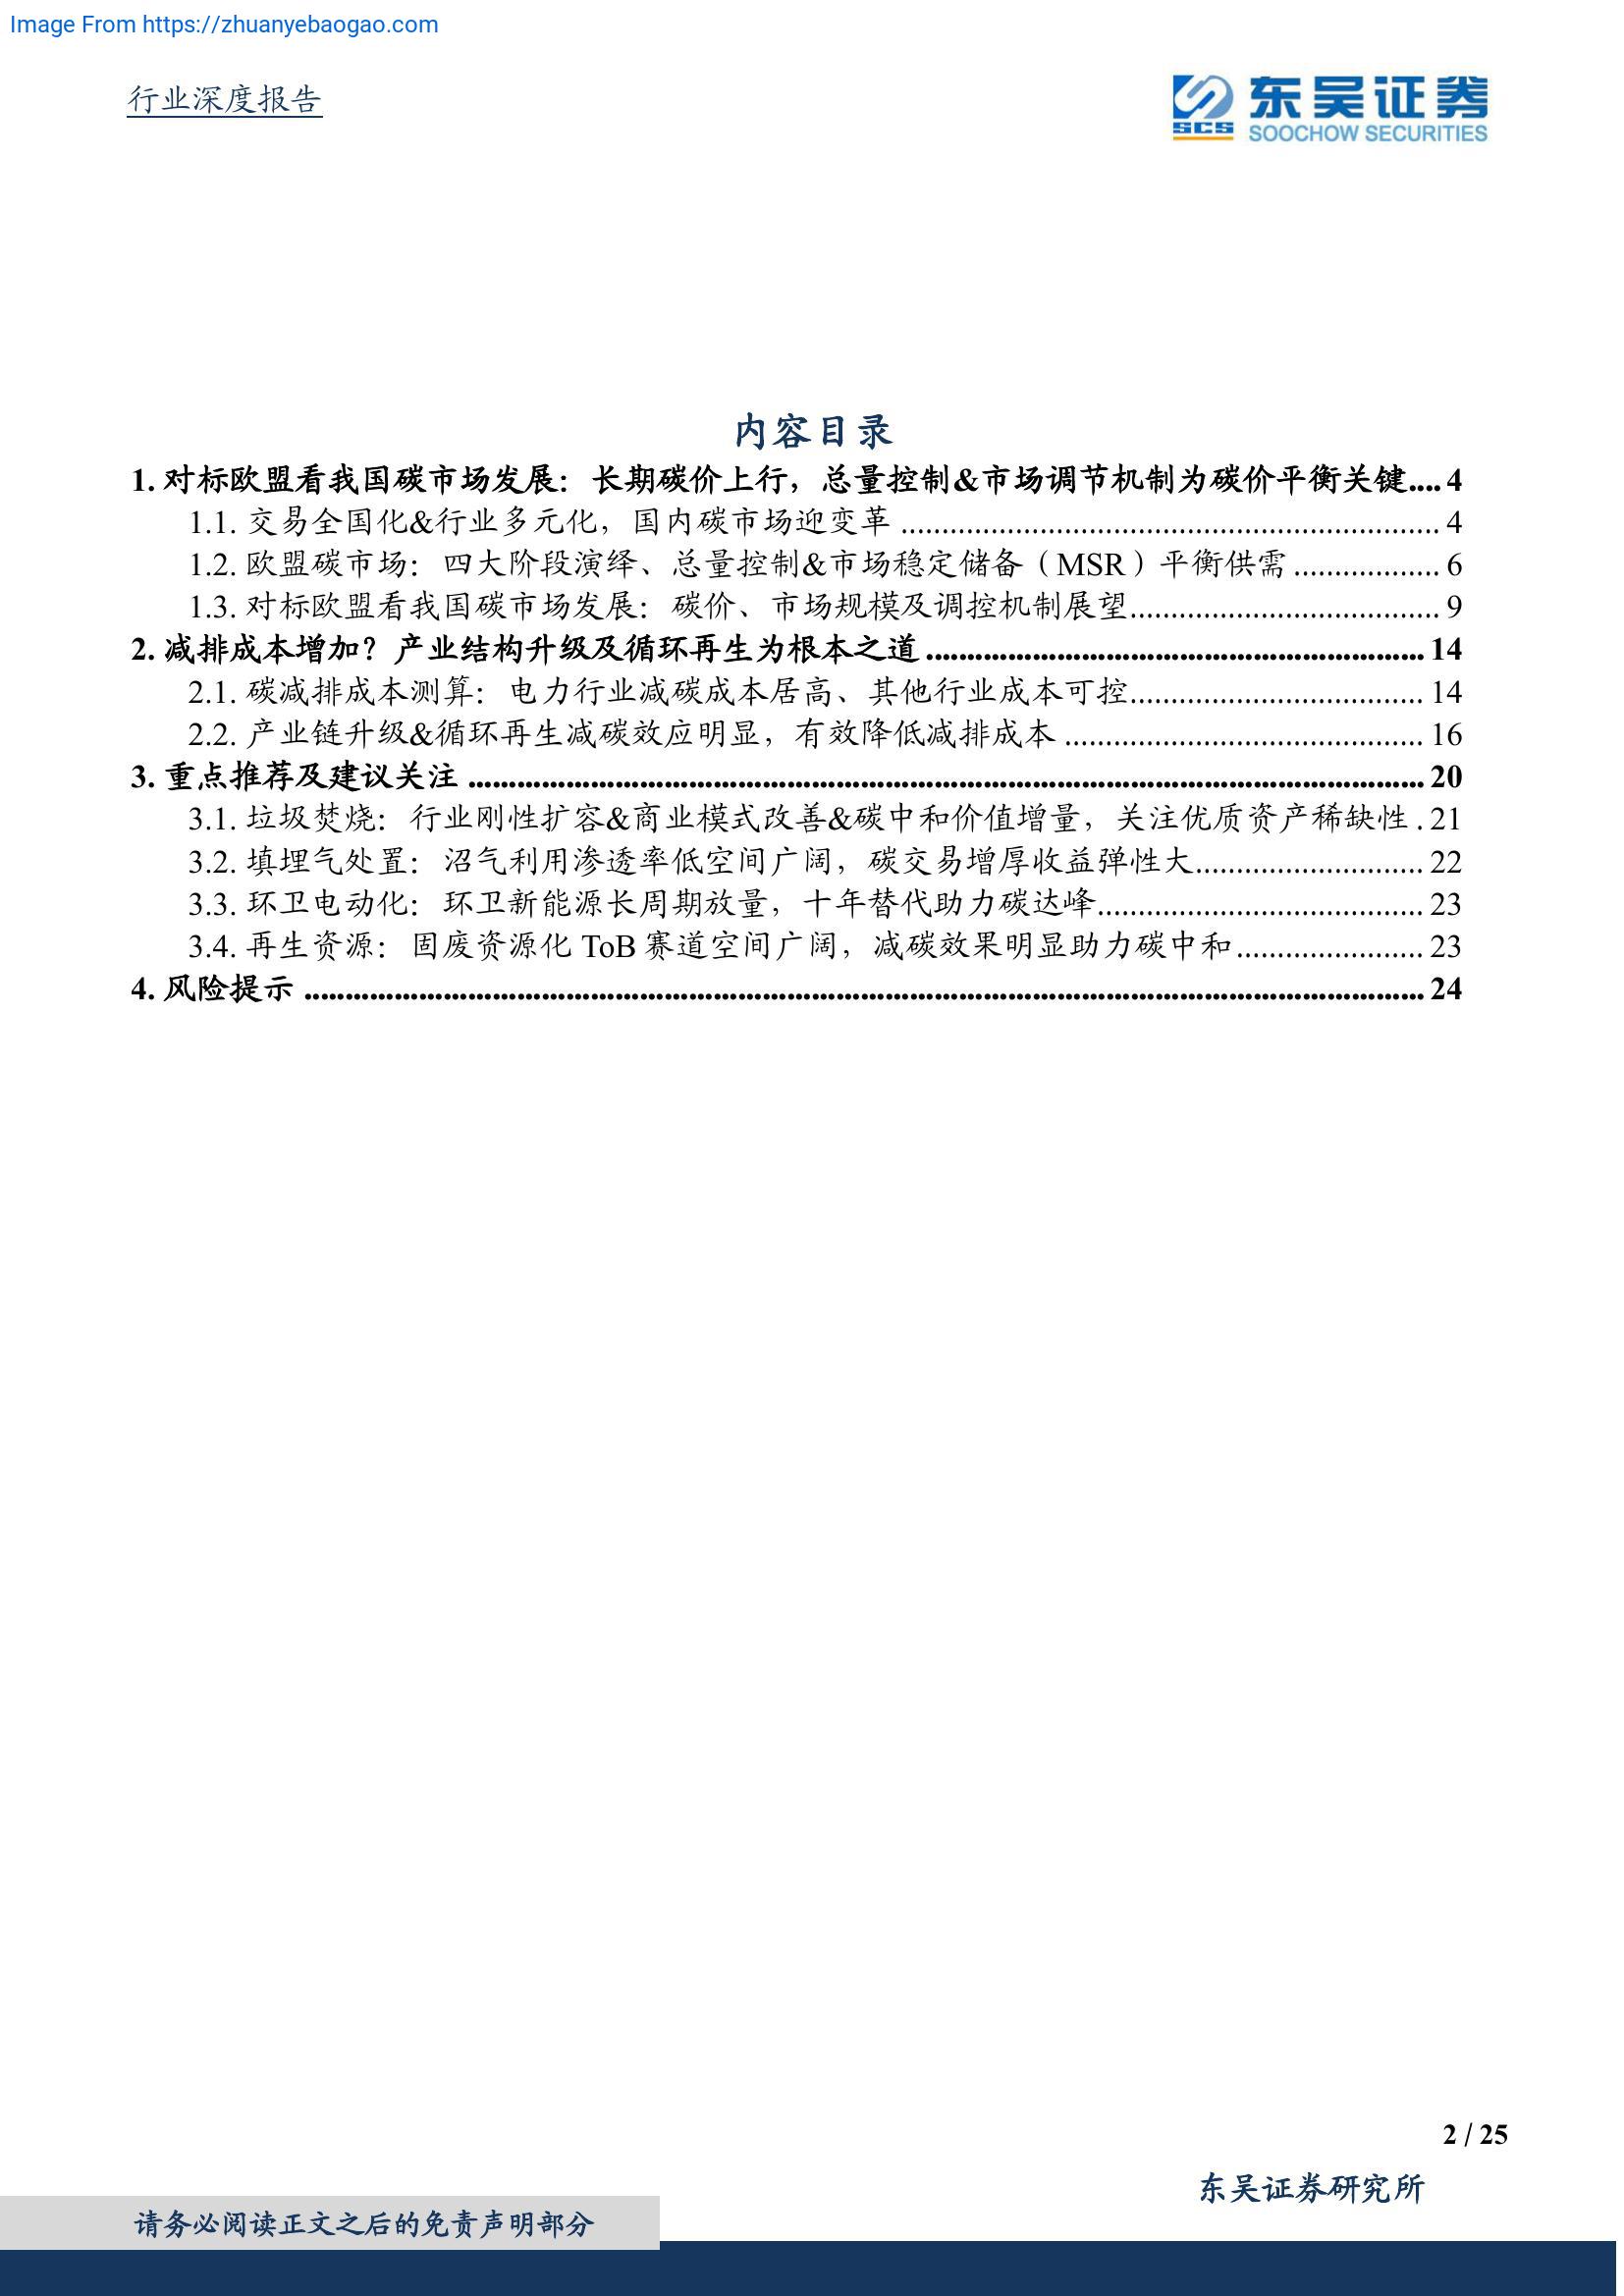 Image From https://zhuanyebaogao.com
行业深度报告
东吴证券
SCS
SOOCHOW SECURITIES
内容目录
1. 对标欧盟看我国碳市场发展：长期碳价上行，总量控制&市场调节机制为碳价平衡关键.... 4
1.1. 交易全国化&行业多元化，国内碳市场迎变革 .................................................................. 4
1.2. 欧盟碳市场：四大阶段演绎、总量控制&市场稳定储备（MSR）平衡供需 .................. 6
1.3. 对标欧盟看我国碳市场发展：碳价、市场规模及调控机制展望...................................... 9
2. 减排成本增加？产业结构升级及循环再生为根本之道 ............................................................. 14
2.1. 碳减排成本测算：电力行业减碳成本居高、其他行业成本可控.................................... 14
2.2. 产业链升级&循环再生减碳效应明显，有效降低减排成本 ............................................ 16
3. 重点推荐及建议关注 ..................................................................................................................... 20
3.1. 垃圾焚烧：行业刚性扩容&商业模式改善&碳中和价值增量，关注优质资产稀缺性 . 21
3.2. 填埋气处置：沼气利用渗透率低空间广阔，碳交易增厚收益弹性大............................ 22
3.3. 环卫电动化：环卫新能源长周期放量，十年替代助力碳达峰........................................ 23
3.4. 再生资源：固废资源化 ToB 赛道空间广阔，减碳效果明显助力碳中和....................... 23
4. 风险提示 ......................................................................................................................................... 24
2 / 25
东吴证券研究所
请务必阅读正文之后的免责声明部分